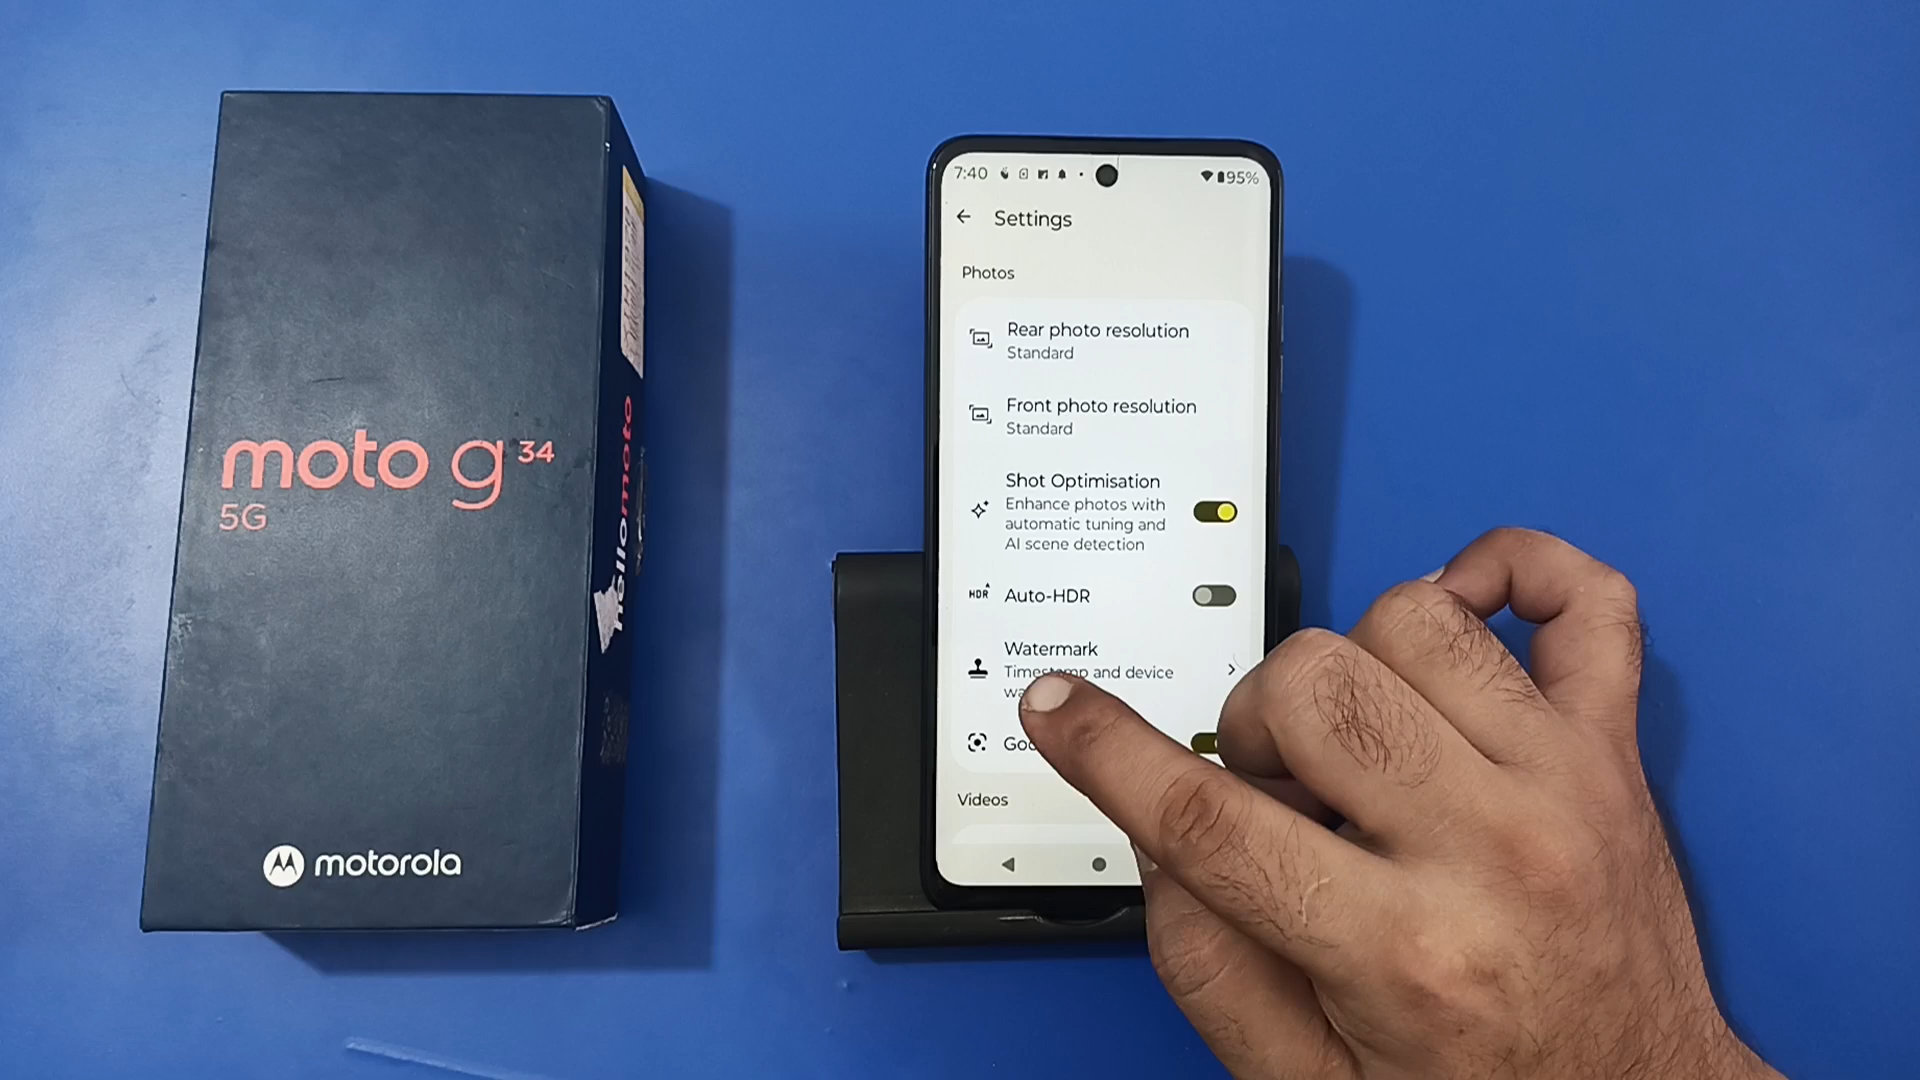 moto g 34
5G
motorola
hellomoto
7:40
95%
Settings
Photos
Rear photo resolution
Standard
Front photo resolution
Standard
Shot Optimisation
Enhance photos with
automatic tuning and
AI scene detection
HDR
Auto-HDR
Watermark
and device
Videos